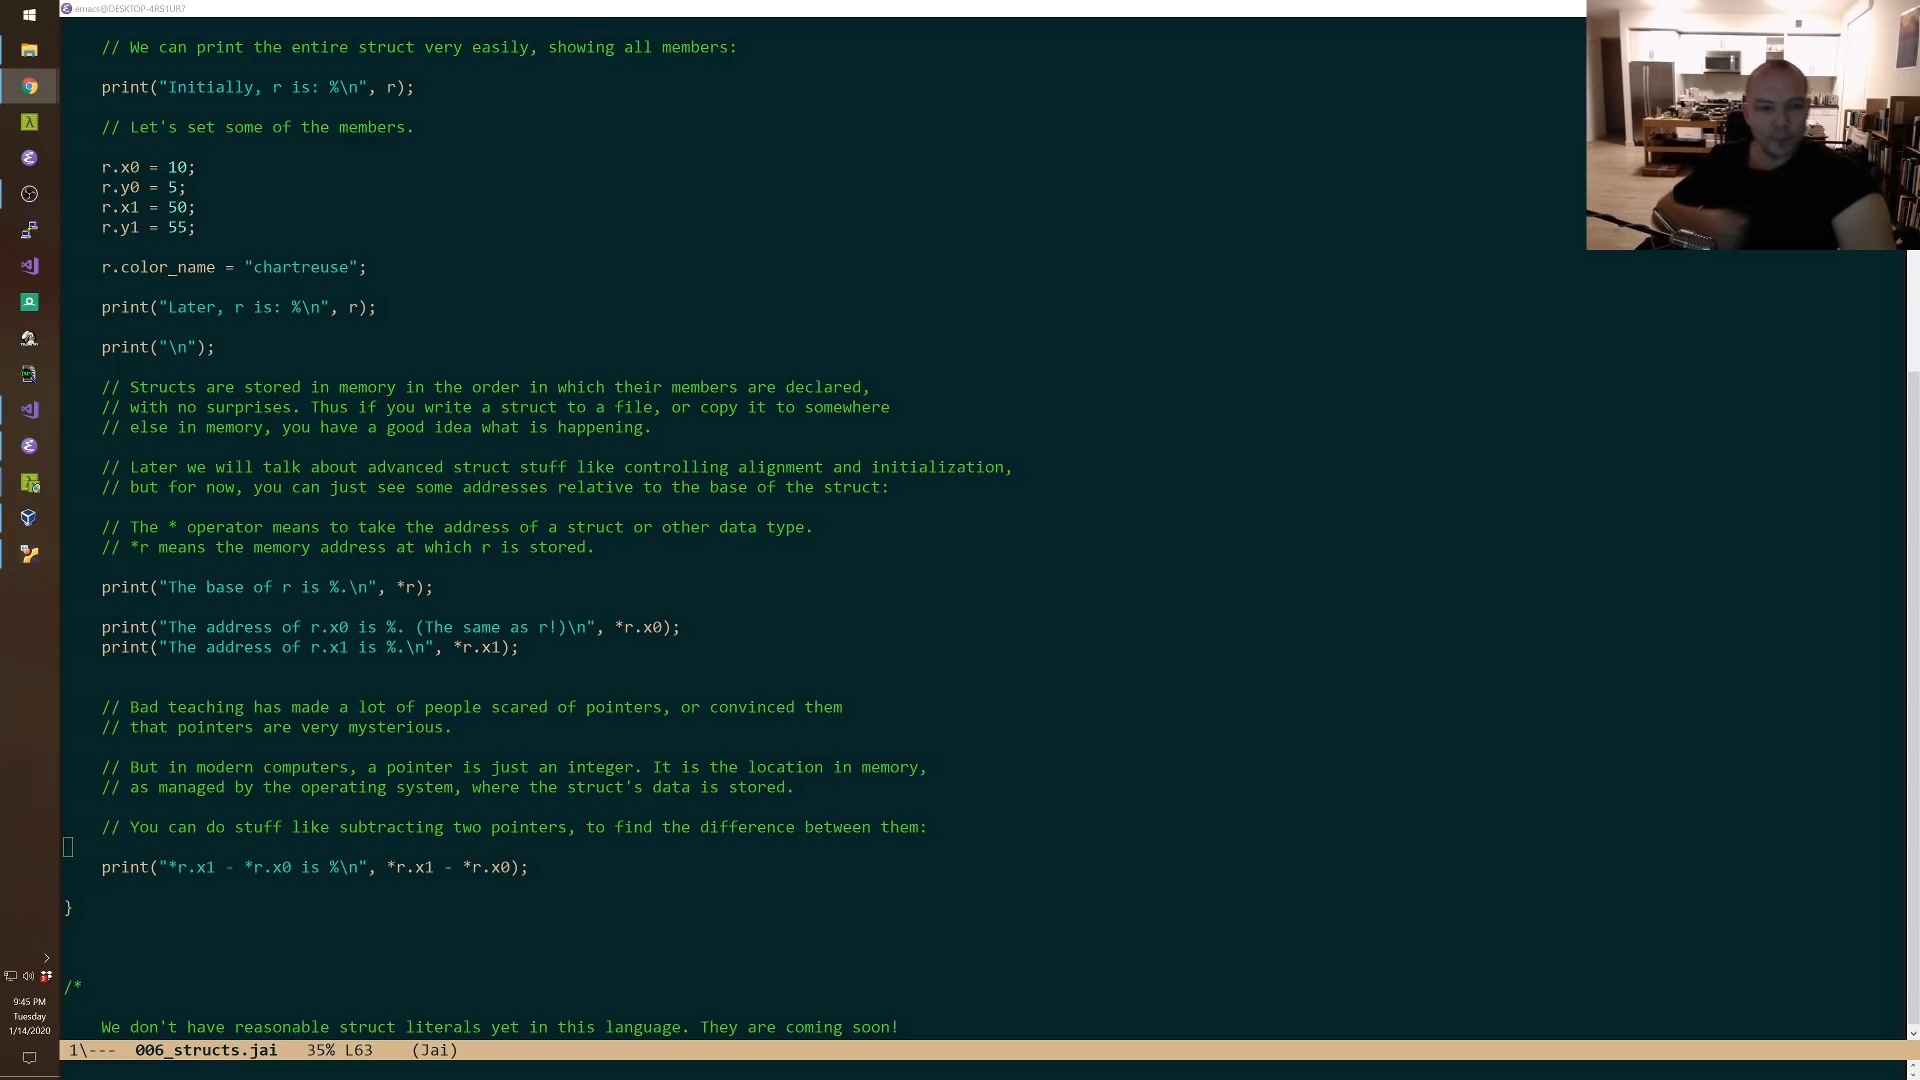 emacs@DESKTOP-4RS1UR7
// We can print the entire struct very easily, showing all members:
print("Initially, r is: %\n", r);
// Let's set some of the members.
r.x0 = 10;
r.y0 = 5;
r.x1 = 50;
r.y1 = 55;
r.color_name = "chartreuse";
print("Later, r is: %\n", r);
print("\n");
// Structs are stored in memory in the order in which their members are declared,
// with no surprises. Thus if you write a struct to a file, or copy it to somewhere
// else in memory, you have a good idea what is happening.
// Later we will talk about advanced struct stuff like controlling alignment and initialization,
// but for now, you can just see some addresses relative to the base of the struct:
// The * operator means to take the address of a struct or other data type.
// *r means the memory address at which r is stored.
print("The base of r is %.\n", *r);
print("The address of r.x0 is %. (The same as r!)\n", *r.x0);
print("The address of r.x1 is %.\n", *r.x1);
// Bad teaching has made a lot of people scared of pointers, or convinced them
// that pointers are very mysterious.
// But in modern computers, a pointer is just an integer. It is the location in memory,
// as managed by the operating system, where the struct's data is stored.
// You can do stuff like subtracting two pointers, to find the difference between them:
print("*r.x1 - *r.x0 is %\n", *r.x1 - *r.x0);
}
/*
We don't have reasonable struct literals yet in this language. They are coming soon!
1\--- 006_structs.jai 35% L63 (Jai)
9:45 PM
Tuesday
1/14/2020